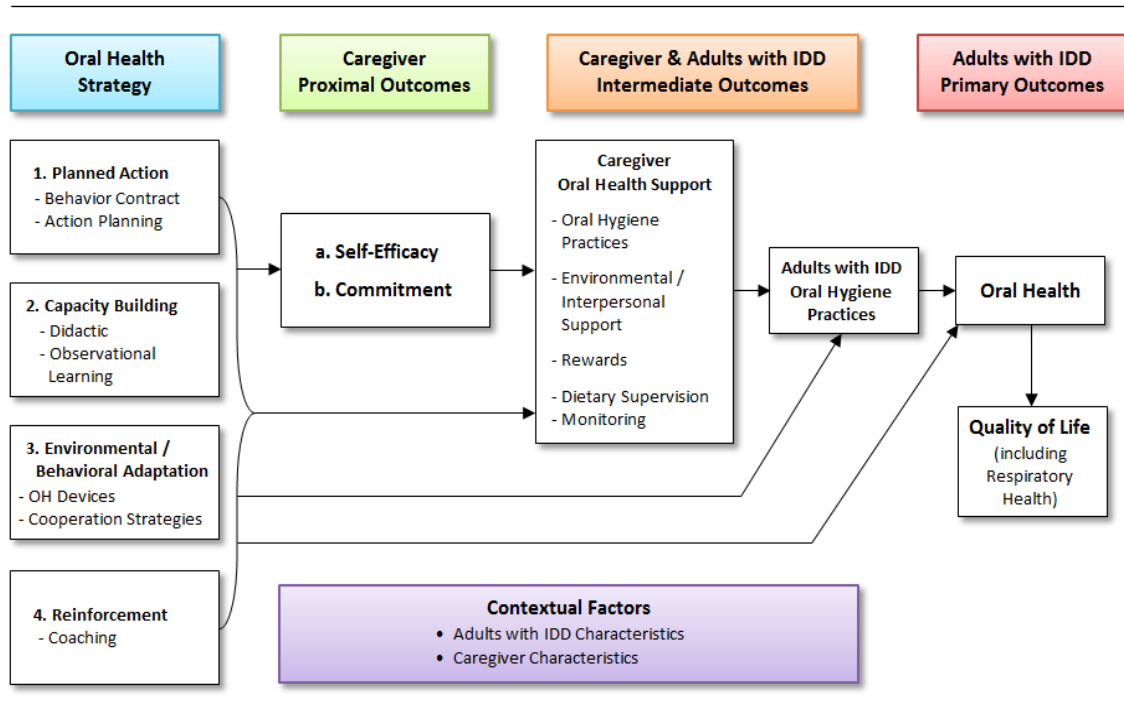 Oral Health
Strategy
Caregiver
Proximal Outcomes
Caregiver & Adults with IDD
Intermediate Outcomes
Adults with IDD
Primary Outcomes
1. Planned Action
- Behavior Contract
- Action Planning
2. Capacity Building
- Didactic
- Observational
Learning
3. Environmental /
Behavioral Adaptation
- OH Devices
- Cooperation Strategies
4. Reinforcement
- Coaching
a. Self-Efficacy
b. Commitment
Caregiver
Oral Health Support
- Oral Hygiene
Practices
- Environmental /
Interpersonal
Support
- Rewards
- Dietary Supervision
- Monitoring
Adults with IDD
Oral Hygiene
Practices
Oral Health
Quality of Life
(including
Respiratory
Health)
Contextual Factors
• Adults with IDD Characteristics
• Caregiver Characteristics